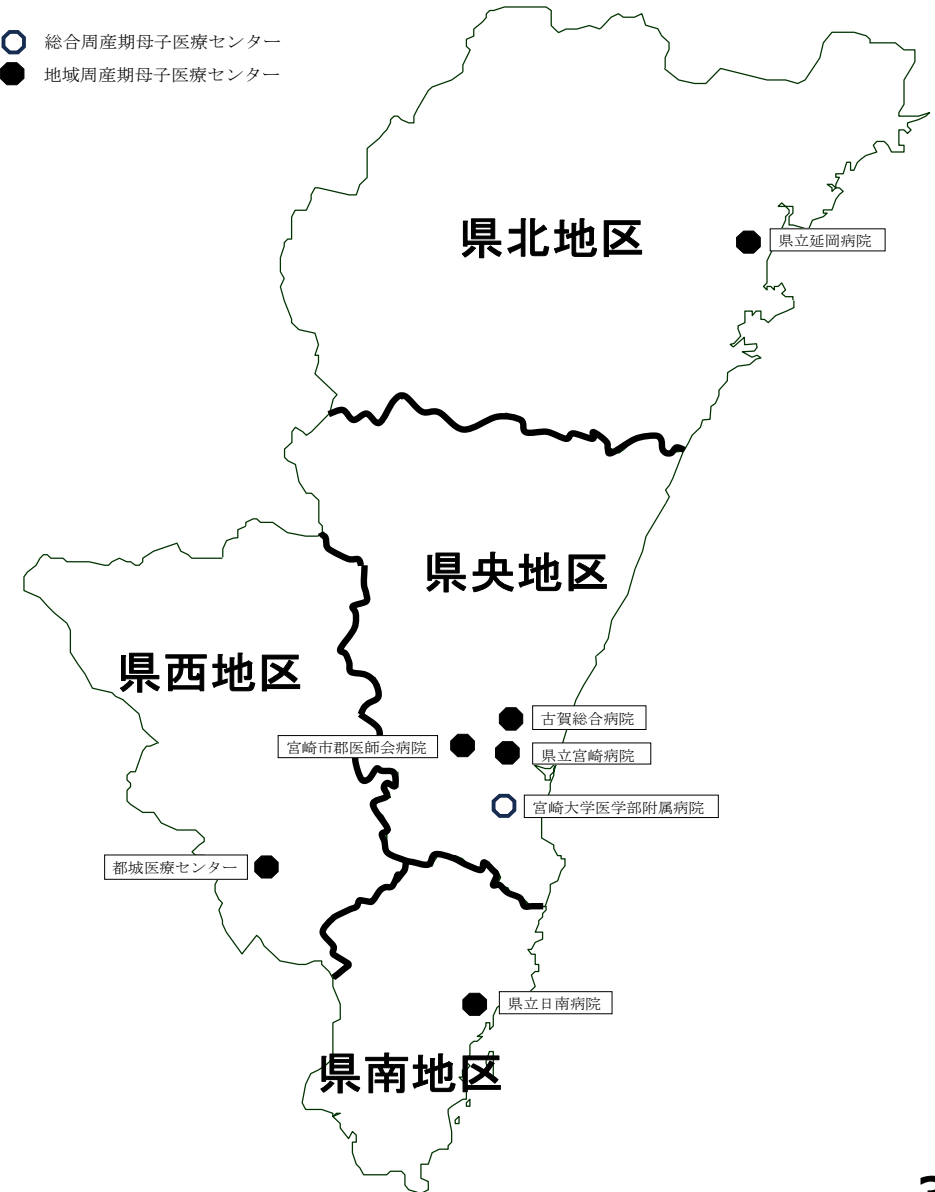 総合周産期母子医療センター
地域周産期母子医療センター
県北地区
県立延岡病院
県央地区
県西地区
古賀総合病院
宮崎市郡医師会病院
県立宮崎病院
宮崎大学医学部附属病院
都城医療センター
県立日南病院
県南地区